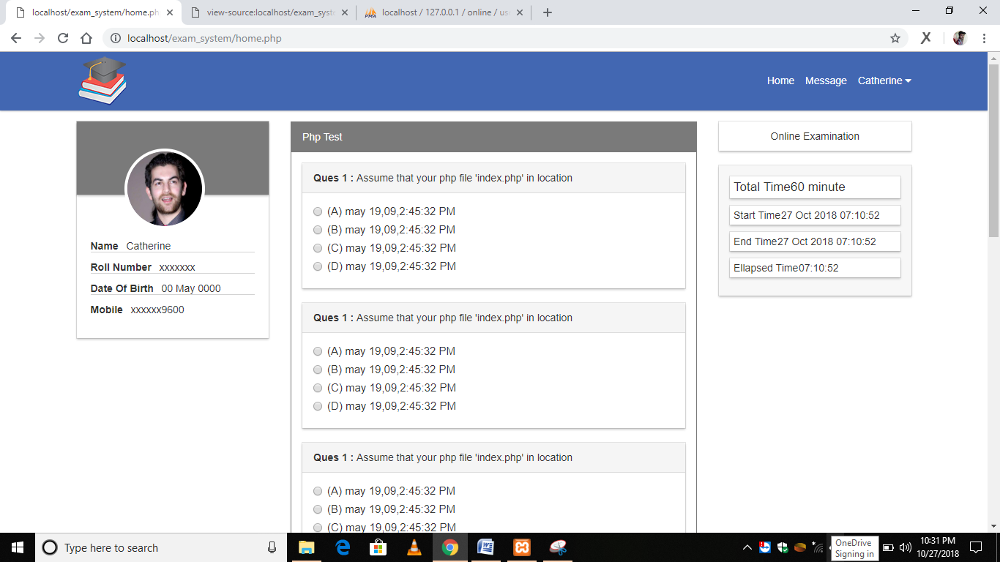 localhost/exam_system/home.ph
view-source:localhost/exam_syste
localhost / 127.0.0.1 / online / us
PMA
localhost/exam_system/home.php
Home Message Catherine
Name Catherine
Roll Number xxxxxxx
Date Of Birth 00 May 0000
Mobile xxxxxx9600
Php Test
Ques 1 : Assume that your php file 'index.php' in location
(A) may 19,09,2:45:32 PM
(B) may 19,09,2:45:32 PM
(C) may 19,09,2:45:32 PM
(D) may 19,09,2:45:32 PM
Ques 1 : Assume that your php file 'index.php' in location
(A) may 19,09,2:45:32 PM
(B) may 19,09,2:45:32 PM
(C) may 19,09,2:45:32 PM
(D) may 19,09,2:45:32 PM
Ques 1 : Assume that your php file 'index.php' in location
(A) may 19,09,2:45:32 PM
(B) may 19,09,2:45:32 PM
(C) may 19,09,2:45:32 PM
Online Examination
Total Time60 minute
Start Time27 Oct 2018 07:10:52
End Time27 Oct 2018 07:10:52
Ellapsed Time07:10:52
Type here to search
OneDrive
Signing in
10:31 PM
10/27/2018